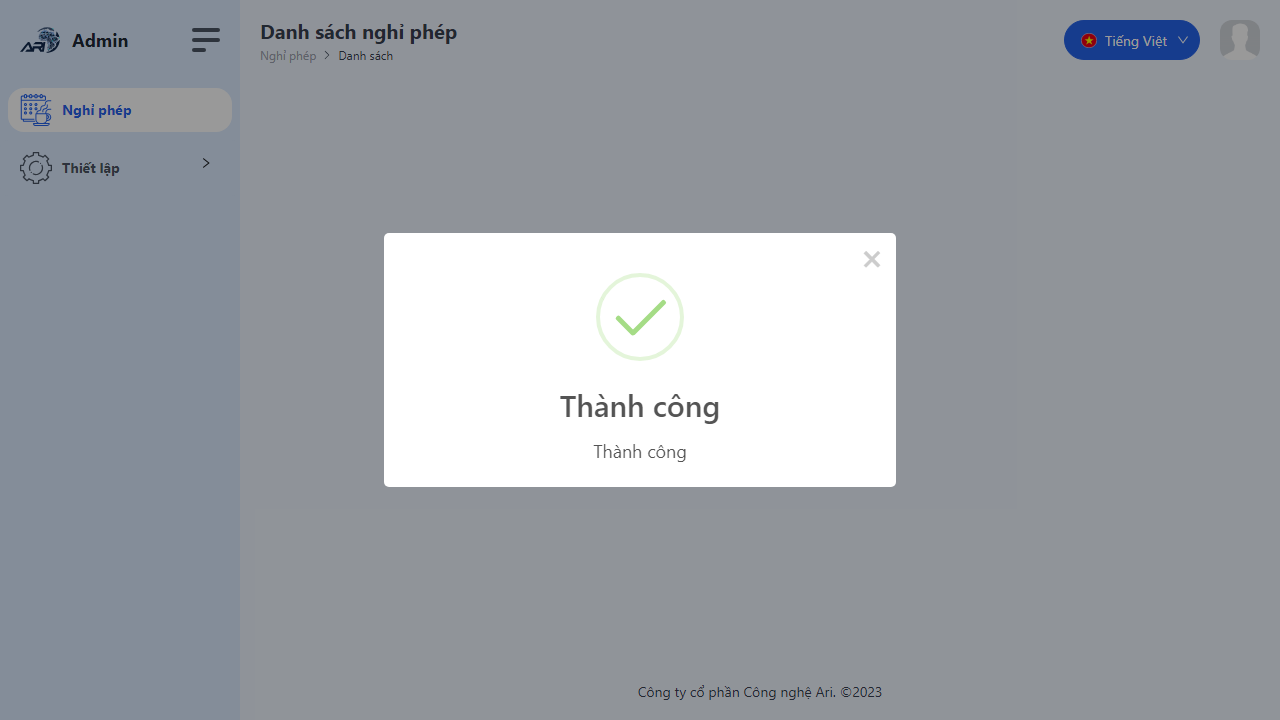 ARI
Admin
Nghỉ phép
Thiết lập
Danh sách nghỉ phép
Nghỉ phép > Danh sách
Tiếng Việt
×
Thành công
Thành công
Công ty cổ phần Công nghệ Ari. ©2023